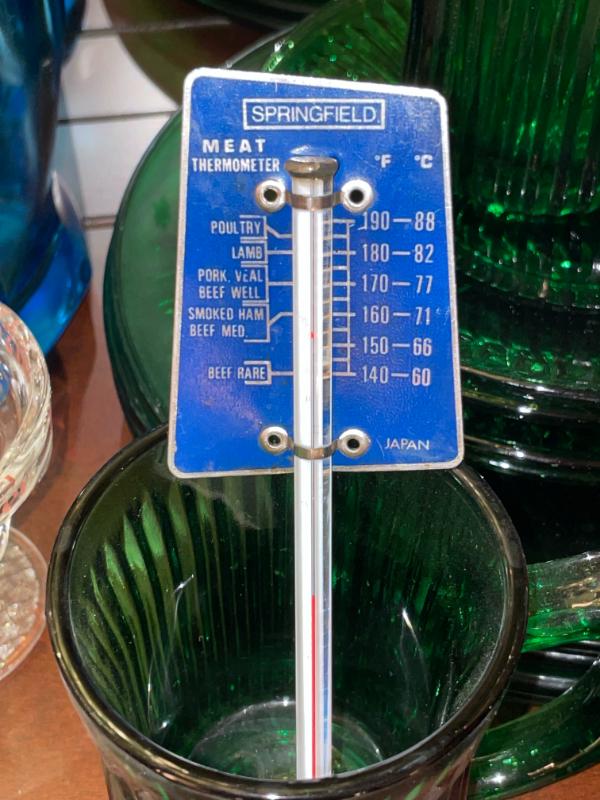 SPRINGFIELD.
MEAT
THERMOMETER
°F °C
POULTRY
190-88
LAMB
180-82
PORK, VEAL
BEEF WELL
170-77
SMOKED HAM
BEEF MED.
160-71
150-66
BEEF RARE
140-60
JAPAN